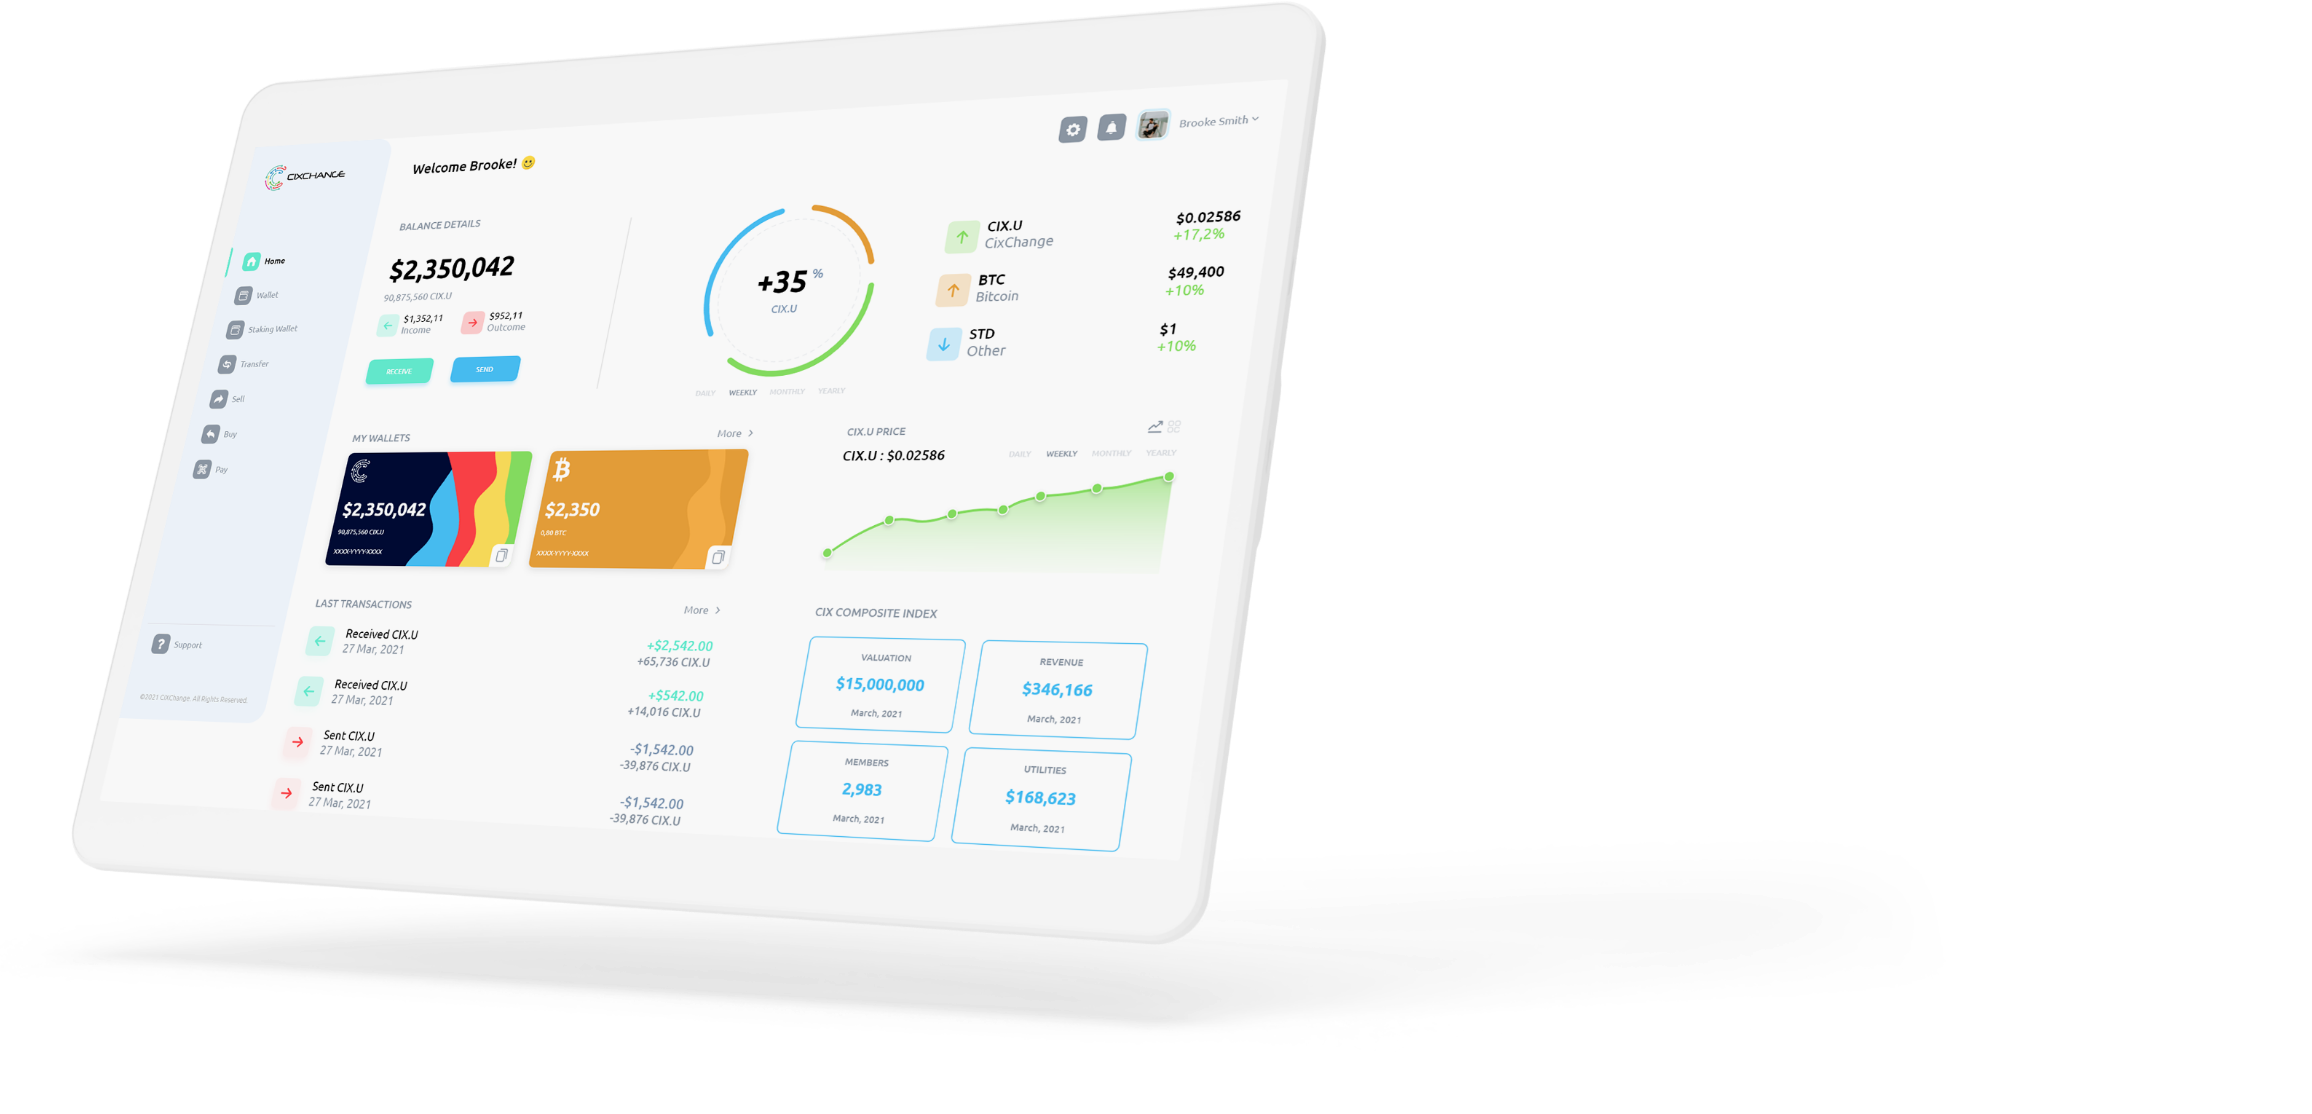 CIXCHANGE
Home
Wallet
Staking Wallet
Transfer
Sell
Buy
Pay
Support
©2021 CIXChange. All Rights Reserved.
Welcome Brooke!
Brooke Smith
BALANCE DETAILS
$2,350,042
90,875,560 CIX.U
$1,352,11
Income
$952,11
Outcome
RECEIVE
SEND
+35 %
CIX.U
DAILY WEEKLY MONTHLY YEARLY
CIX.U
CixChange
$0.02586
+17,2%
BTC
Bitcoin
$49,400
+10%
STD
Other
$1
+10%
MY WALLETS
More
$2,350,042
90,875,560 CIX.U
XXXX-YYYY-XXXX
$2,350
0,00 BTC
XXXX-YYYY-XXXX
CIX.U PRICE
CIX.U : $0.02586
DAILY WEEKLY MONTHLY YEARLY
LAST TRANSACTIONS
More
Received CIX.U
27 Mar, 2021
+$2,542.00
+65,736 CIX.U
Received CIX.U
27 Mar, 2021
+$542.00
+14,016 CIX.U
Sent CIX.U
27 Mar, 2021
-$1,542.00
-39,876 CIX.U
Sent CIX.U
27 Mar, 2021
-$1,542.00
-39,876 CIX.U
CIX COMPOSITE INDEX
VALUATION
$15,000,000
March, 2021
REVENUE
$346,166
March, 2021
MEMBERS
2,983
March, 2021
UTILITIES
$168,623
March, 2021